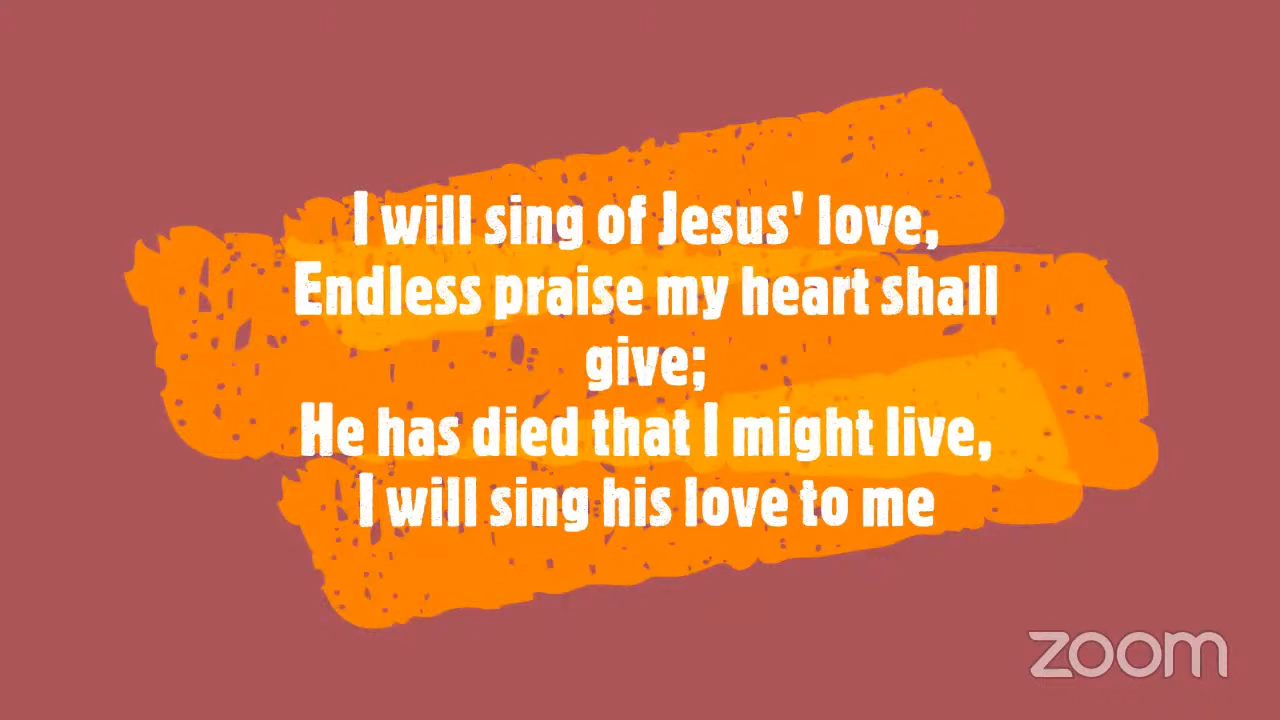 I will sing of Jesus' love,
Endless praise my heart shall
give;
He has died that I might live,
I will sing his love to me
zoom